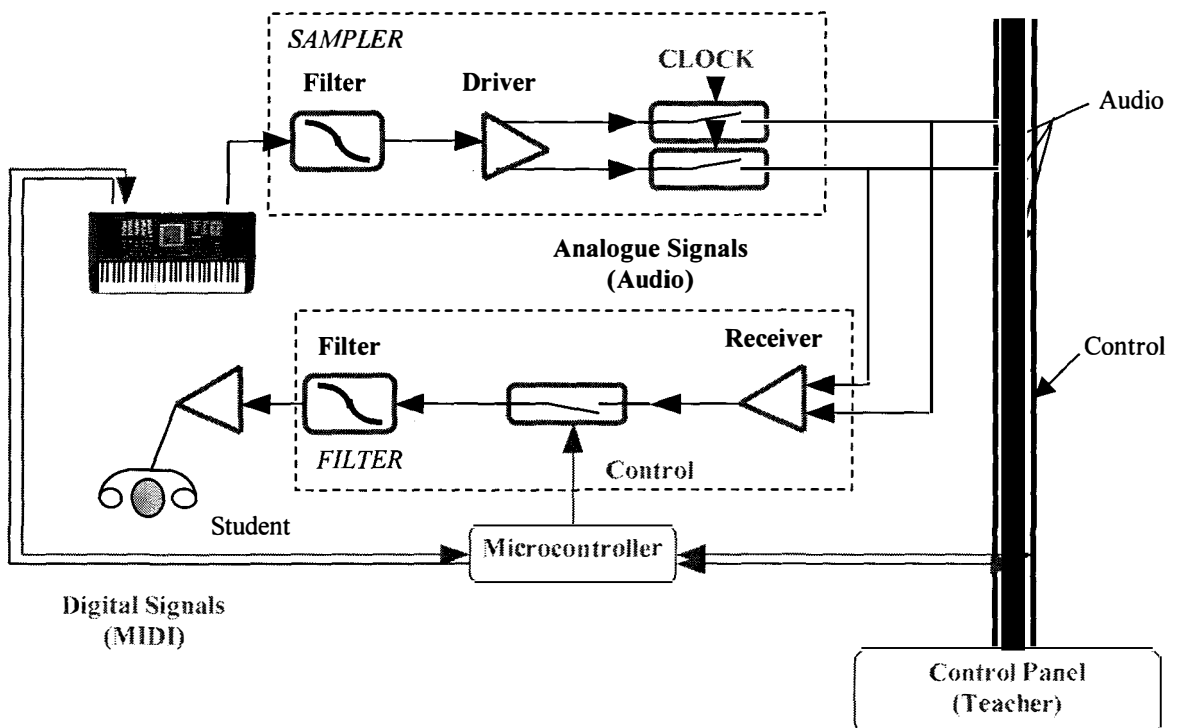 SAMPLER
Filter
Driver
CLOCK
Audio
Analogue Signals
(Audio)
Filter
Receiver
Control
FILTER
Control
Student
Microcontroller
Digital Signals
(MIDI)
Control Panel
(Teacher)